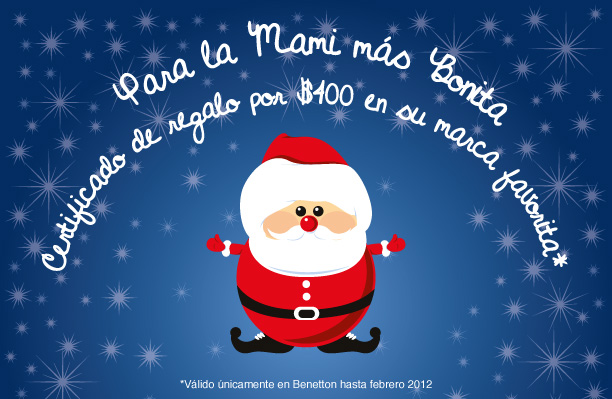 Para la Mami más Bonita
Certificado de regalo por $400 en su marca favorita*
*Válido únicamente en Benetton hasta febrero 2012